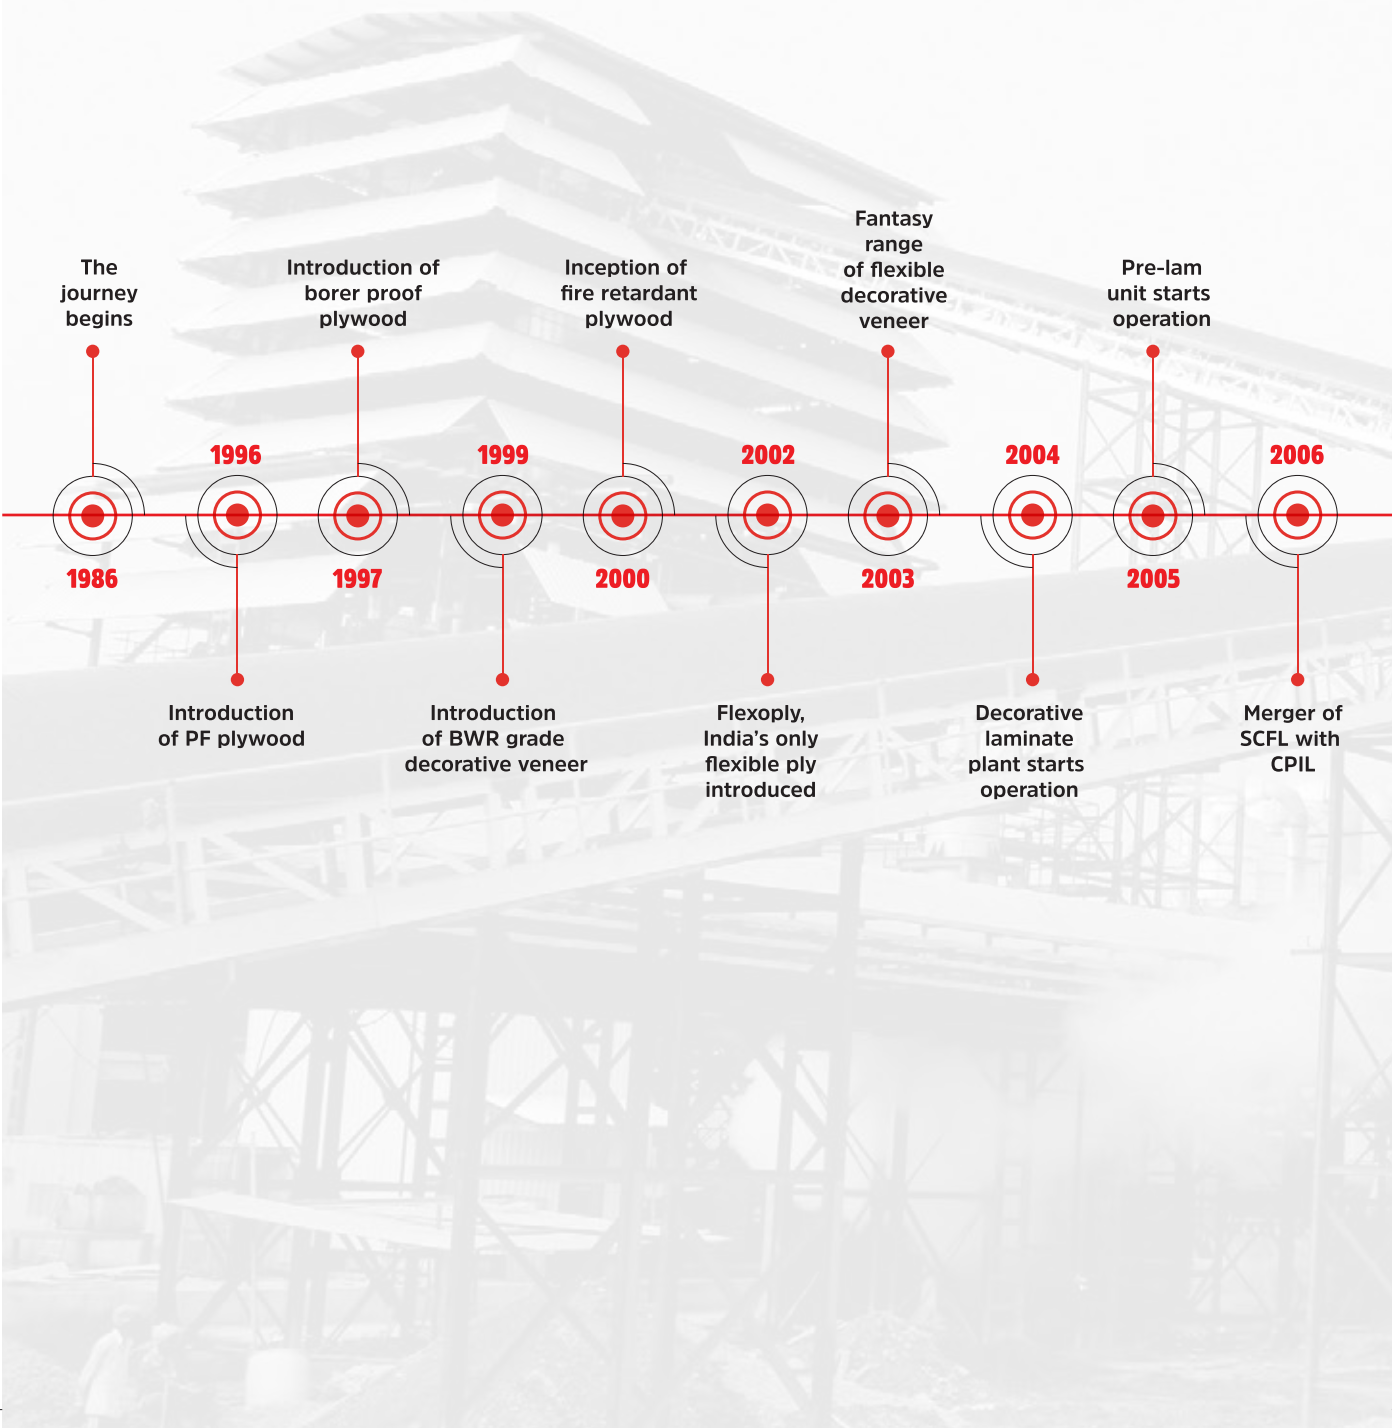 The
journey
begins
1986
1996
Introduction
of PF plywood
Introduction of
borer proof
plywood
1997
1999
Introduction
of BWR grade
decorative veneer
Inception of
fire retardant
plywood
2000
2002
Flexoply,
India’s only
flexible ply
introduced
Fantasy
range
of flexible
decorative
veneer
2003
2004
Decorative
laminate
plant starts
operation
Pre-lam
unit starts
operation
2005
2006
Merger of
SCFL with
CPIL